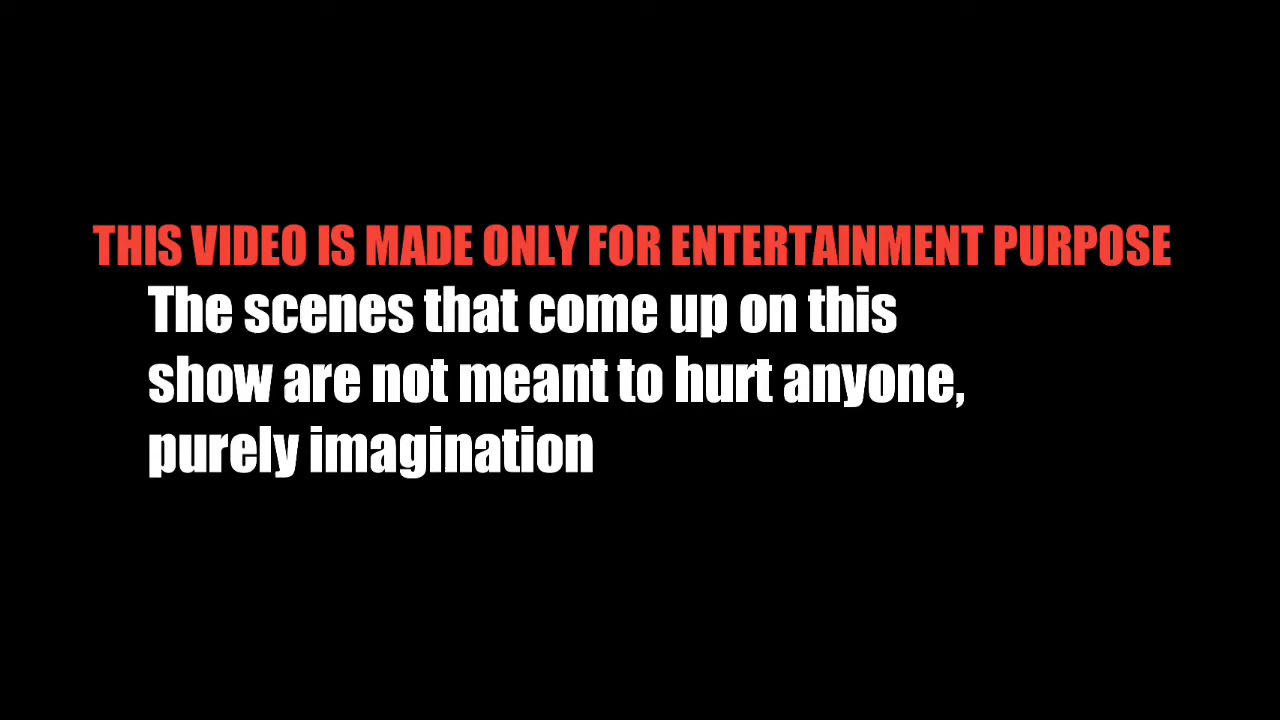 THIS VIDEO IS MADE ONLY FOR ENTERTAINMENT PURPOSE
The scenes that come up on this
show are not meant to hurt anyone,
purely imagination